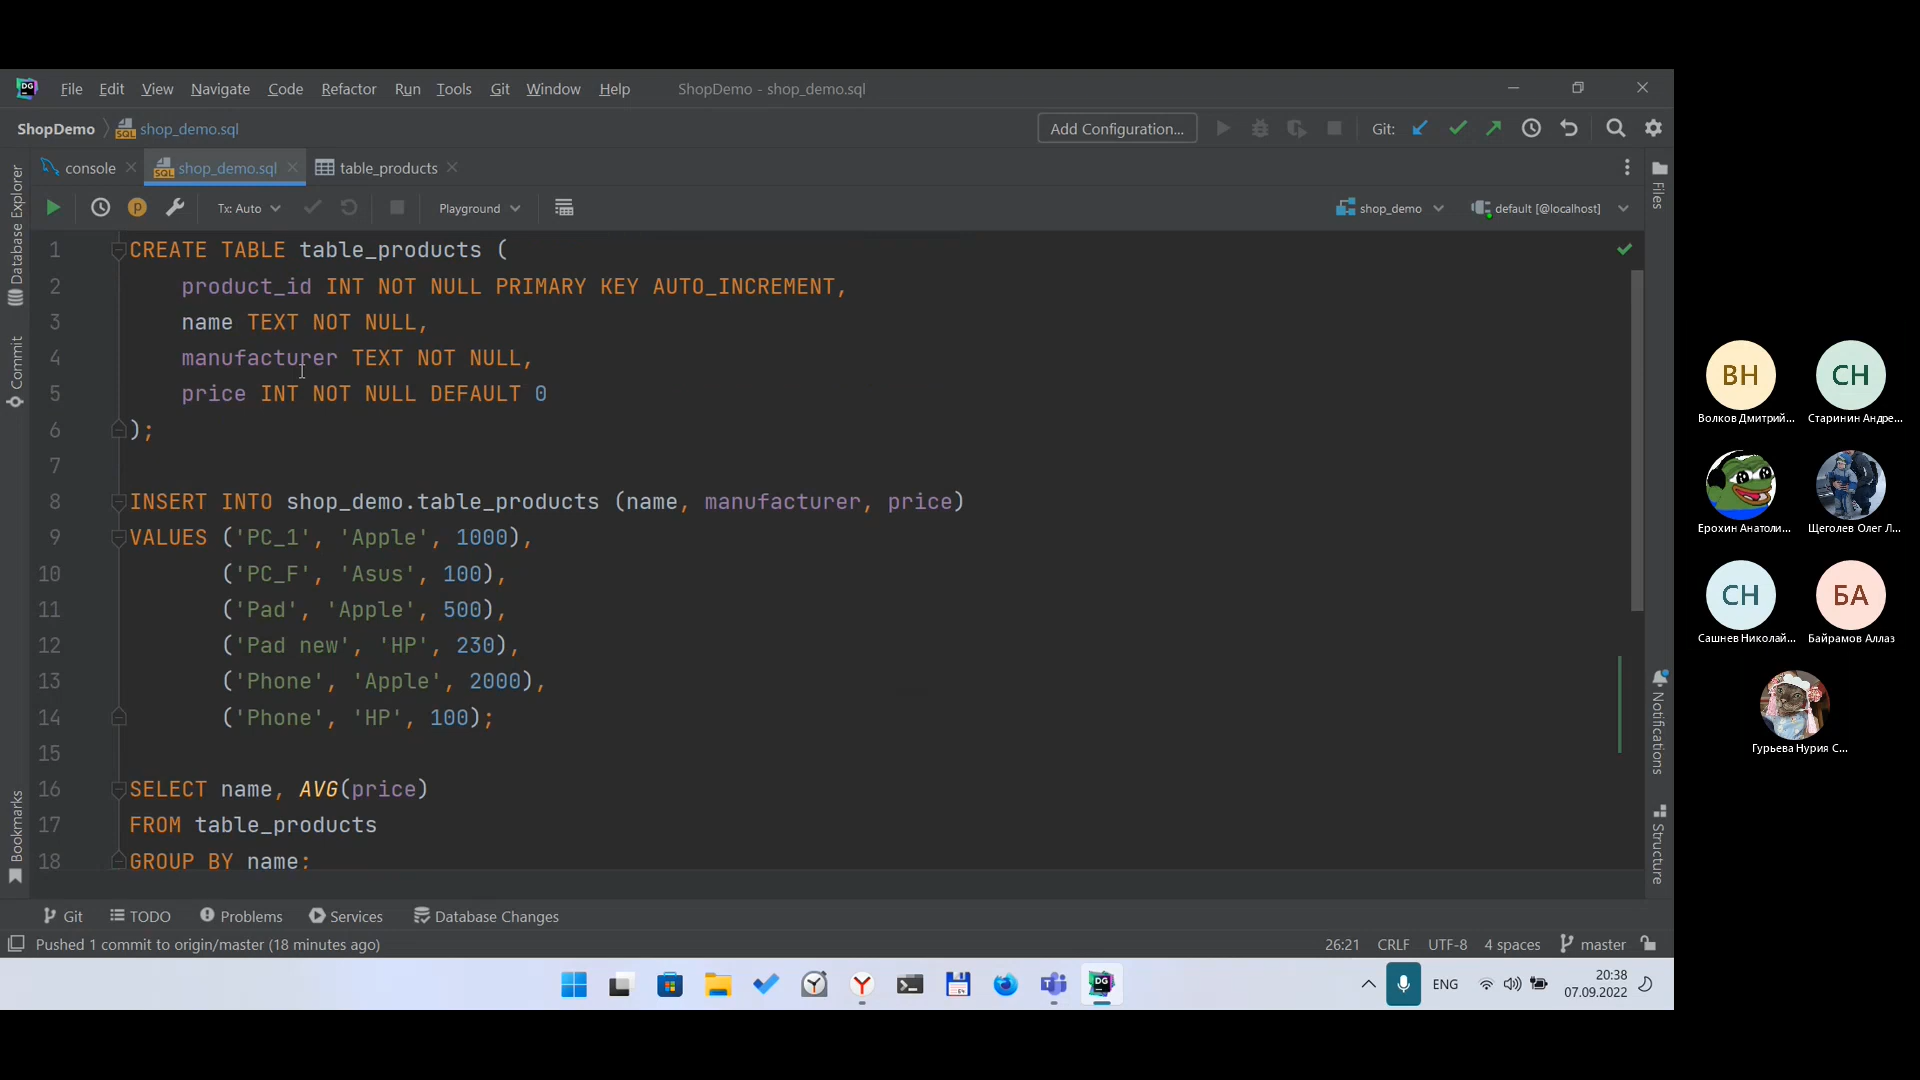 DG File Edit View Navigate Code Refactor Run Tools Git Window Help ShopDemo - shop_demo.sql
ShopDemo shop_demo.sql Add Configuration... Git:
console shop_demo.sql table_products
Tx: Auto Playground shop_demo default [@localhost]
Database Explorer
Commit
Bookmarks
1 CREATE TABLE table_products (
2 product_id INT NOT NULL PRIMARY KEY AUTO_INCREMENT,
3 name TEXT NOT NULL,
4 manufacturer TEXT NOT NULL,
5 price INT NOT NULL DEFAULT 0
6 );
7
8 INSERT INTO shop_demo.table_products (name, manufacturer, price)
9 VALUES ('PC_1', 'Apple', 1000),
10 ('PC_F', 'Asus', 100),
11 ('Pad', 'Apple', 500),
12 ('Pad new', 'HP', 230),
13 ('Phone', 'Apple', 2000),
14 ('Phone', 'HP', 100);
15
16 SELECT name, AVG(price)
17 FROM table_products
18 GROUP BY name;
Files
Notifications
Structure
Git TODO Problems Services Database Changes
Pushed 1 commit to origin/master (18 minutes ago) 26:21 CRLF UTF-8 4 spaces master
ENG 20:38
07.09.2022
ВН СН
Волков Дмитрий... Старинин Андре...
Ерохин Анатоли... Щеголев Олег Л...
СН БА
Сашнев Николай... Байрамов Аллаз
Гурьева Нурия С...